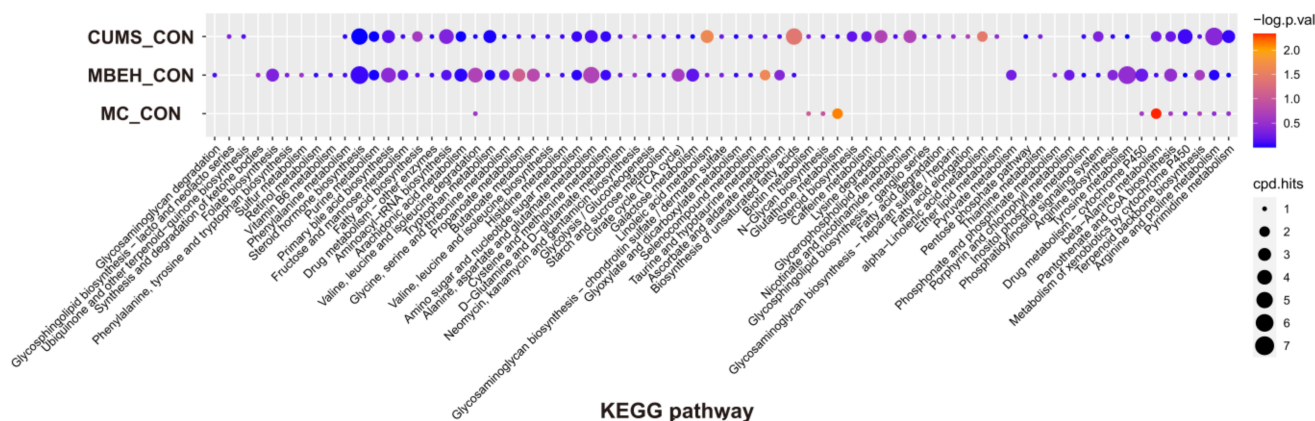 CUMS_CON
MBEH_CON
MC_CON
−log.p.val
2.0
1.5
1.0
0.5
0.0
cpd.hits
1
2
3
4
5
6
7
Glycosaminoglycan degradation
Glycosphingolipid biosynthesis − lacto and neolacto series
Ubiquinone and other terpenoid−quinone biosynthesis
Synthesis and degradation of ketone bodies
Folate biosynthesis
Phenylalanine, tyrosine and tryptophan biosynthesis
Sulfur metabolism
Retinol metabolism
Vitamin B6 metabolism
Phenylalanine metabolism
Steroid hormone biosynthesis
Purine metabolism
Primary bile acid biosynthesis
Fructose and mannose metabolism
Drug metabolism − other enzymes
Fatty acid biosynthesis
Aminoacyl−tRNA biosynthesis
Arachidonic acid metabolism
Tryptophan metabolism
Valine, leucine and isoleucine degradation
Glycine, serine and threonine metabolism
Propanoate metabolism
Butanoate metabolism
Valine, leucine and isoleucine biosynthesis
Histidine metabolism
Amino sugar and nucleotide sugar metabolism
Cysteine and methionine metabolism
Alanine, aspartate and glutamate metabolism
D−Glutamine and D−glutamate metabolism
Neomycin, kanamycin and gentamicin biosynthesis
Glycolysis / Gluconeogenesis
Starch and sucrose metabolism
Citrate cycle (TCA cycle)
Galactose metabolism
Linoleic acid metabolism
Glycosaminoglycan biosynthesis − chondroitin sulfate / dermatan sulfate
Glyoxylate and dicarboxylate metabolism
Selenocompound metabolism
Taurine and hypotaurine metabolism
Ascorbate and aldarate metabolism
Biosynthesis of unsaturated fatty acids
Biotin metabolism
N−Glycan biosynthesis
Glutathione metabolism
Steroid biosynthesis
Caffeine metabolism
Lysine degradation
Glycerophospholipid metabolism
Nicotinate and nicotinamide metabolism
Fatty acid degradation
Fatty acid elongation
Ether lipid metabolism
alpha−Linolenic acid metabolism
Pyruvate metabolism
Pentose phosphate pathway
Thiamine metabolism
Phosphonate and phosphinate metabolism
Porphyrin and chlorophyll metabolism
Inositol phosphate metabolism
Phosphatidylinositol signaling system
Arginine biosynthesis
Drug metabolism − cytochrome P450
Tyrosine metabolism
beta−Alanine metabolism
Pantothenate and CoA biosynthesis
Metabolism of xenobiotics by cytochrome P450
Terpenoid backbone biosynthesis
Arginine and proline metabolism
Pyrimidine metabolism
KEGG pathway